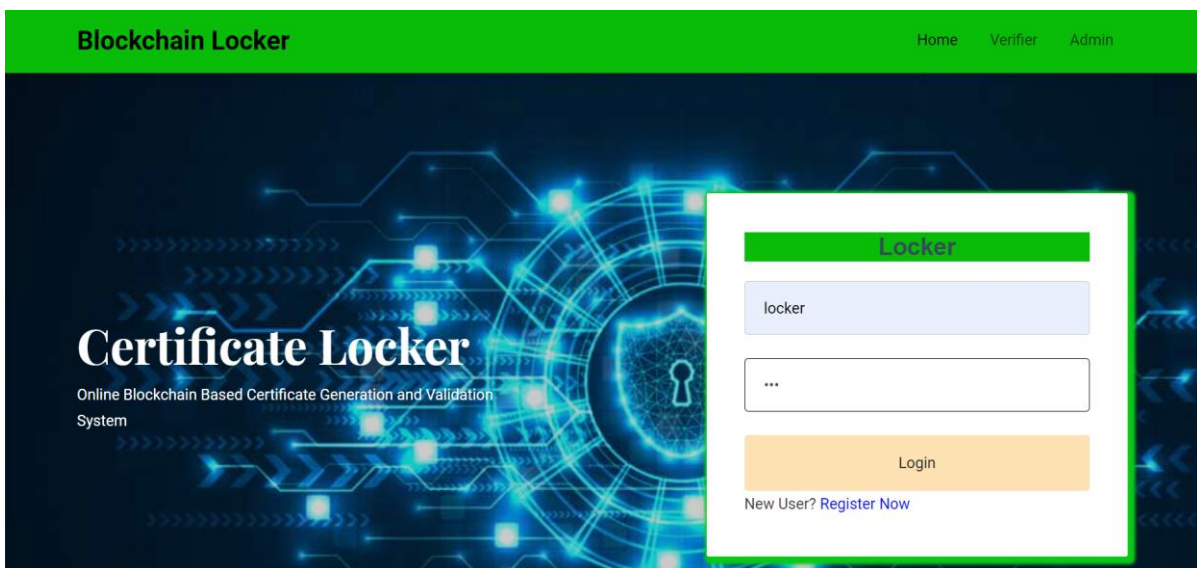 Blockchain Locker
Home Verifier Admin
Certificate Locker
Online Blockchain Based Certificate Generation and Validation
System
Locker
locker
•••
Login
New User? Register Now